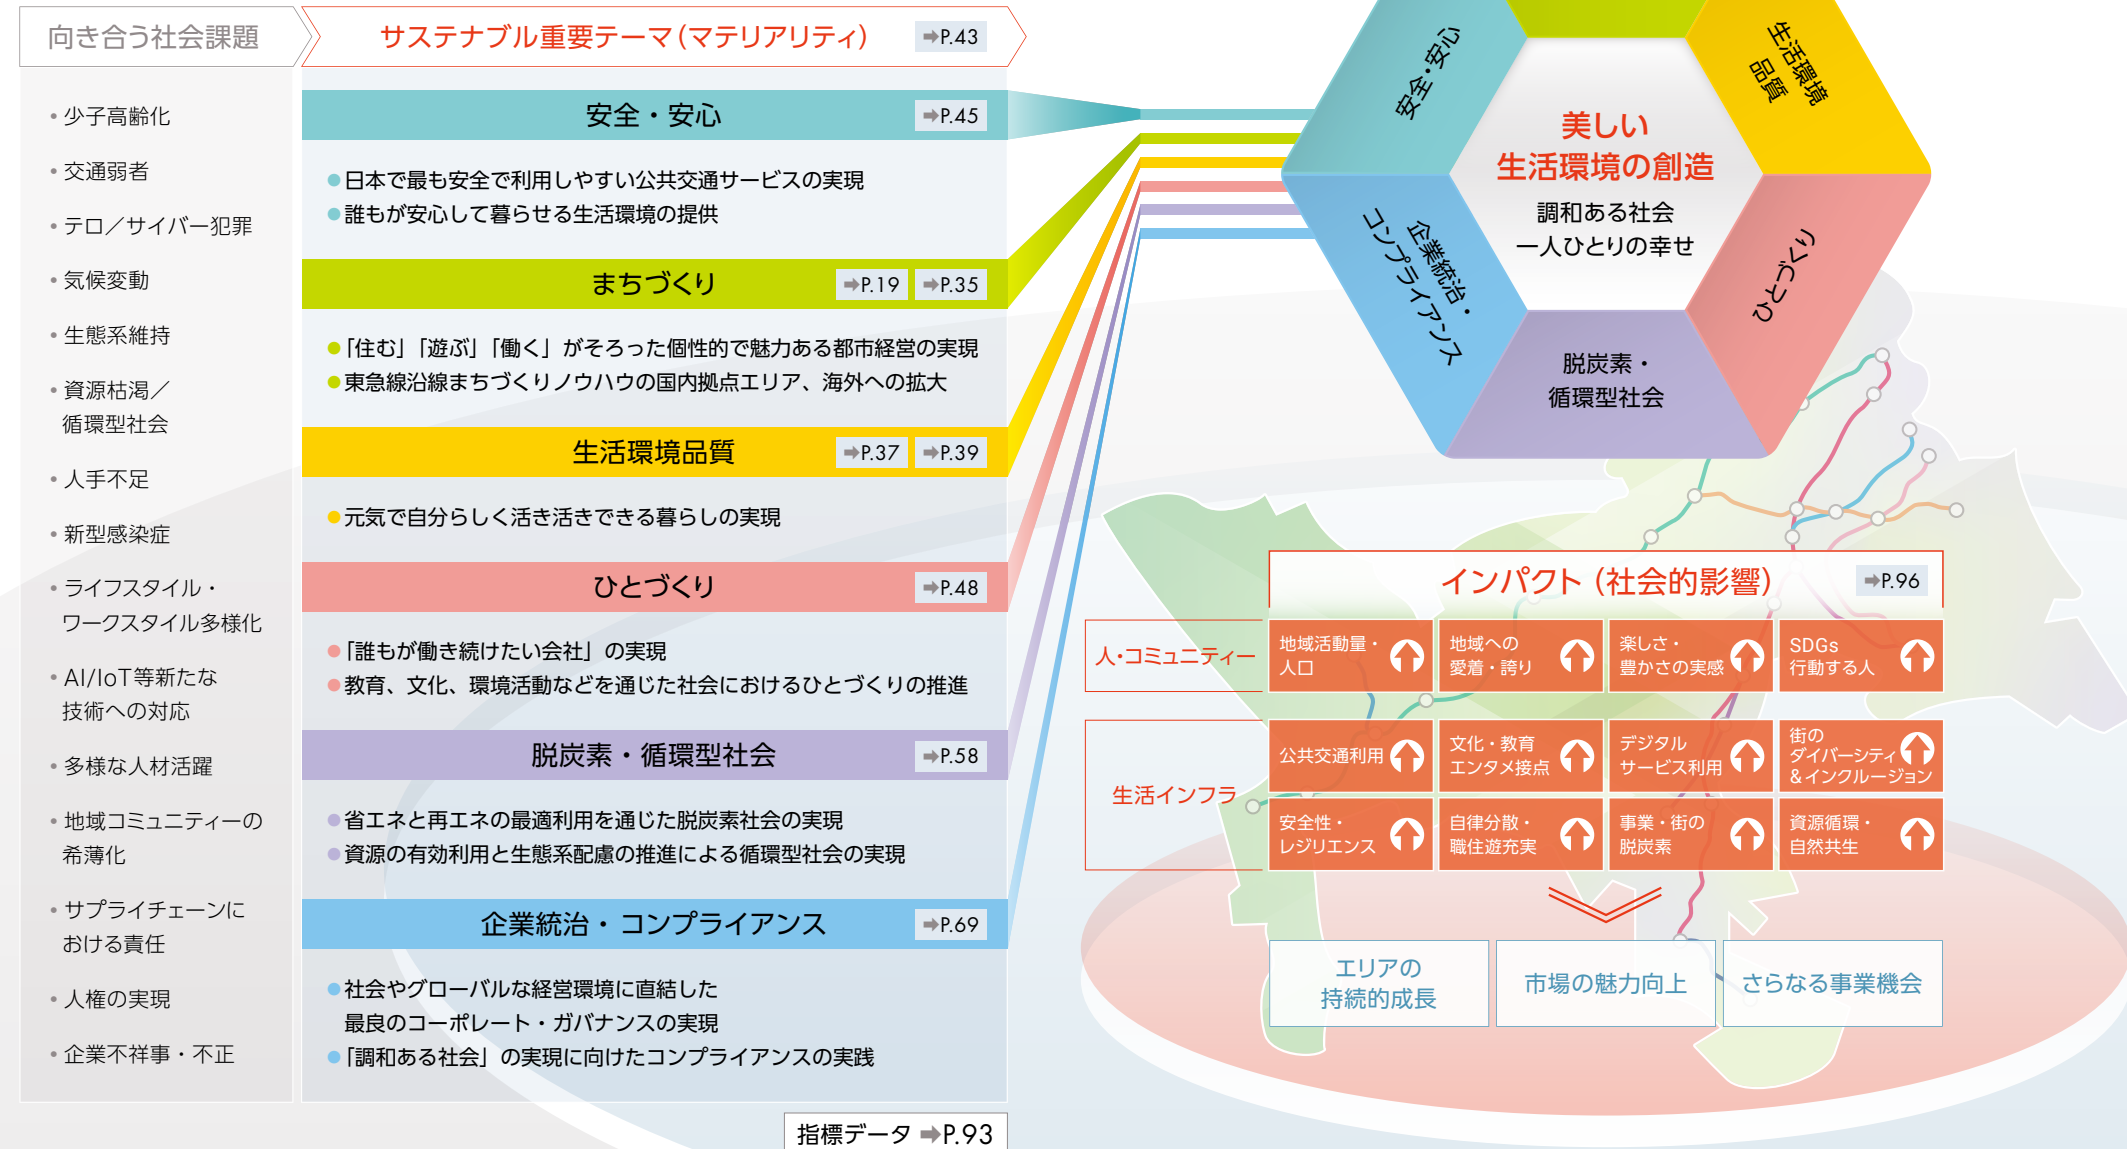 向き合う社会課題
・少子高齢化
・交通弱者
・テロ／サイバー犯罪
・気候変動
・生態系維持
・資源枯渇／
循環型社会
・人手不足
・新型感染症
・ライフスタイル・
ワークスタイル多様化
・AI/IoT等新たな
技術への対応
・多様な人材活躍
・地域コミュニティーの
希薄化
・サプライチェーンに
おける責任
・人権の実現
・企業不祥事・不正
サステナブル重要テーマ（マテリアリティ） ➡P.43
安全・安心 ➡P.45
●日本で最も安全で利用しやすい公共交通サービスの実現
●誰もが安心して暮らせる生活環境の提供
まちづくり ➡P.19 ➡P.35
●「住む」「遊ぶ」「働く」がそろった個性的で魅力ある都市経営の実現
●東急線沿線まちづくりノウハウの国内拠点エリア、海外への拡大
生活環境品質 ➡P.37 ➡P.39
●元気で自分らしく活き活きできる暮らしの実現
ひとづくり ➡P.48
●「誰もが働き続けたい会社」の実現
●教育、文化、環境活動などを通じた社会におけるひとづくりの推進
脱炭素・循環型社会 ➡P.58
●省エネと再エネの最適利用を通じた脱炭素社会の実現
●資源の有効利用と生態系配慮の推進による循環型社会の実現
企業統治・コンプライアンス ➡P.69
●社会やグローバルな経営環境に直結した
最良のコーポレート・ガバナンスの実現
●「調和ある社会」の実現に向けたコンプライアンスの実践
指標データ ➡P.93
安全・安心
生活環境
品質
ひとづくり
脱炭素・
循環型社会
企業統治・
コンプライアンス
美しい
生活環境の創造
調和ある社会
一人ひとりの幸せ
インパクト（社会的影響） ➡P.96
人・コミュニティー
地域活動量・
人口
地域への
愛着・誇り
楽しさ・
豊かさの実感
SDGs
行動する人
生活インフラ
公共交通利用
文化・教育
エンタメ接点
デジタル
サービス利用
街の
ダイバーシティ
＆インクルージョン
安全性・
レジリエンス
自律分散・
職住遊充実
事業・街の
脱炭素
資源循環・
自然共生
エリアの
持続的成長
市場の魅力向上
さらなる事業機会